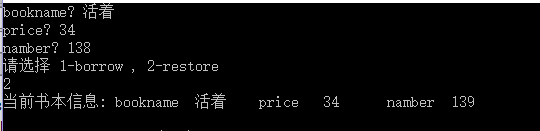 bookname? 活着
price? 34
namber? 138
请选择 1-borrow , 2-restore
2
当前书本信息: bookname 活着 price 34 namber 139